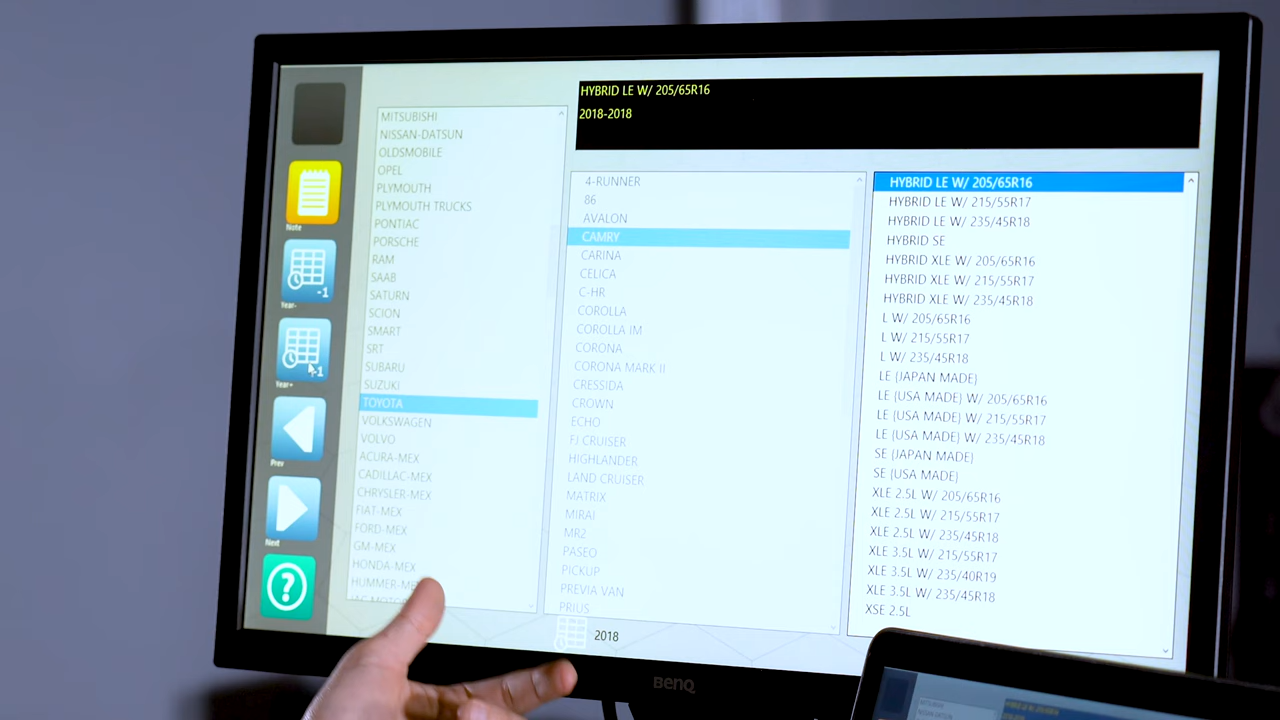 HYBRID LE W/ 205/65R16
2018-2018
Note
-1
Year-
+1
Year+
Prev
Next
?
MITSUBISHI
NISSAN-DATSUN
OLDSMOBILE
OPEL
PLYMOUTH
PLYMOUTH TRUCKS
PONTIAC
PORSCHE
RAM
SAAB
SATURN
SCION
SMART
SRT
SUBARU
SUZUKI
TOYOTA
VOLKSWAGEN
VOLVO
ACURA-MEX
CADILLAC-MEX
CHRYSLER-MEX
FIAT-MEX
FORD-MEX
GM-MEX
HONDA-MEX
4-RUNNER
86
AVALON
CAMRY
CARINA
CELICA
C-HR
COROLLA
COROLLA IM
CORONA
CORONA MARK II
CRESSIDA
CROWN
ECHO
FJ CRUISER
HIGHLANDER
LAND CRUISER
MATRIX
MIRAI
MR2
PASEO
PICKUP
PREVIA VAN
PRIUS
HYBRID LE W/ 205/65R16
HYBRID LE W/ 215/55R17
HYBRID LE W/ 235/45R18
HYBRID SE
HYBRID XLE W/ 205/65R16
HYBRID XLE W/ 215/55R17
HYBRID XLE W/ 235/45R18
L W/ 205/65R16
L W/ 215/55R17
L W/ 235/45R18
LE (JAPAN MADE)
LE (USA MADE) W/ 205/65R16
LE (USA MADE) W/ 215/55R17
LE (USA MADE) W/ 235/45R18
SE (JAPAN MADE)
SE (USA MADE)
XLE 2.5L W/ 205/65R16
XLE 2.5L W/ 215/55R17
XLE 2.5L W/ 235/45R18
XLE 3.5L W/ 215/55R17
XLE 3.5L W/ 235/40R19
XLE 3.5L W/ 235/45R18
XSE 2.5L
2018
BenQ